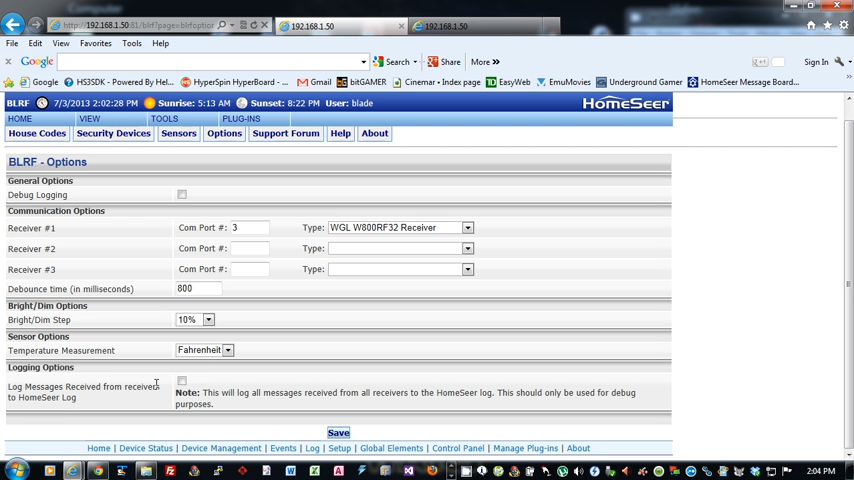 Computer
http://192.168.1.50:81/blrf?page=blrfoption
192.168.1.50
192.168.1.50
File Edit View Favorites Tools Help
Google Search Share More » Sign In
Google HS3SDK - Powered By Hel... HyperSpin HyperBoard - ... Gmail bitGAMER Cinemar • Index page EasyWeb EmuMovies Underground Gamer HomeSeer Message Board...
BLRF 7/3/2013 2:02:28 PM Sunrise: 5:13 AM Sunset: 8:22 PM User: blade HomeSeer
HOME VIEW TOOLS PLUG-INS
House Codes Security Devices Sensors Options Support Forum Help About
BLRF - Options
General Options
Debug Logging
Communication Options
Receiver #1 Com Port #: 3 Type: WGL W800RF32 Receiver
Receiver #2 Com Port #: Type:
Receiver #3 Com Port #: Type:
Debounce time (in milliseconds) 800
Bright/Dim Options
Bright/Dim Step 10%
Sensor Options
Temperature Measurement Fahrenheit
Logging Options
Log Messages Received from receivers
to HomeSeer Log
Note: This will log all messages received from all receivers to the HomeSeer log. This should only be used for debug
purposes.
Save
Home | Device Status | Device Management | Events | Log | Setup | Global Elements | Control Panel | Manage Plug-ins | About
2:04 PM